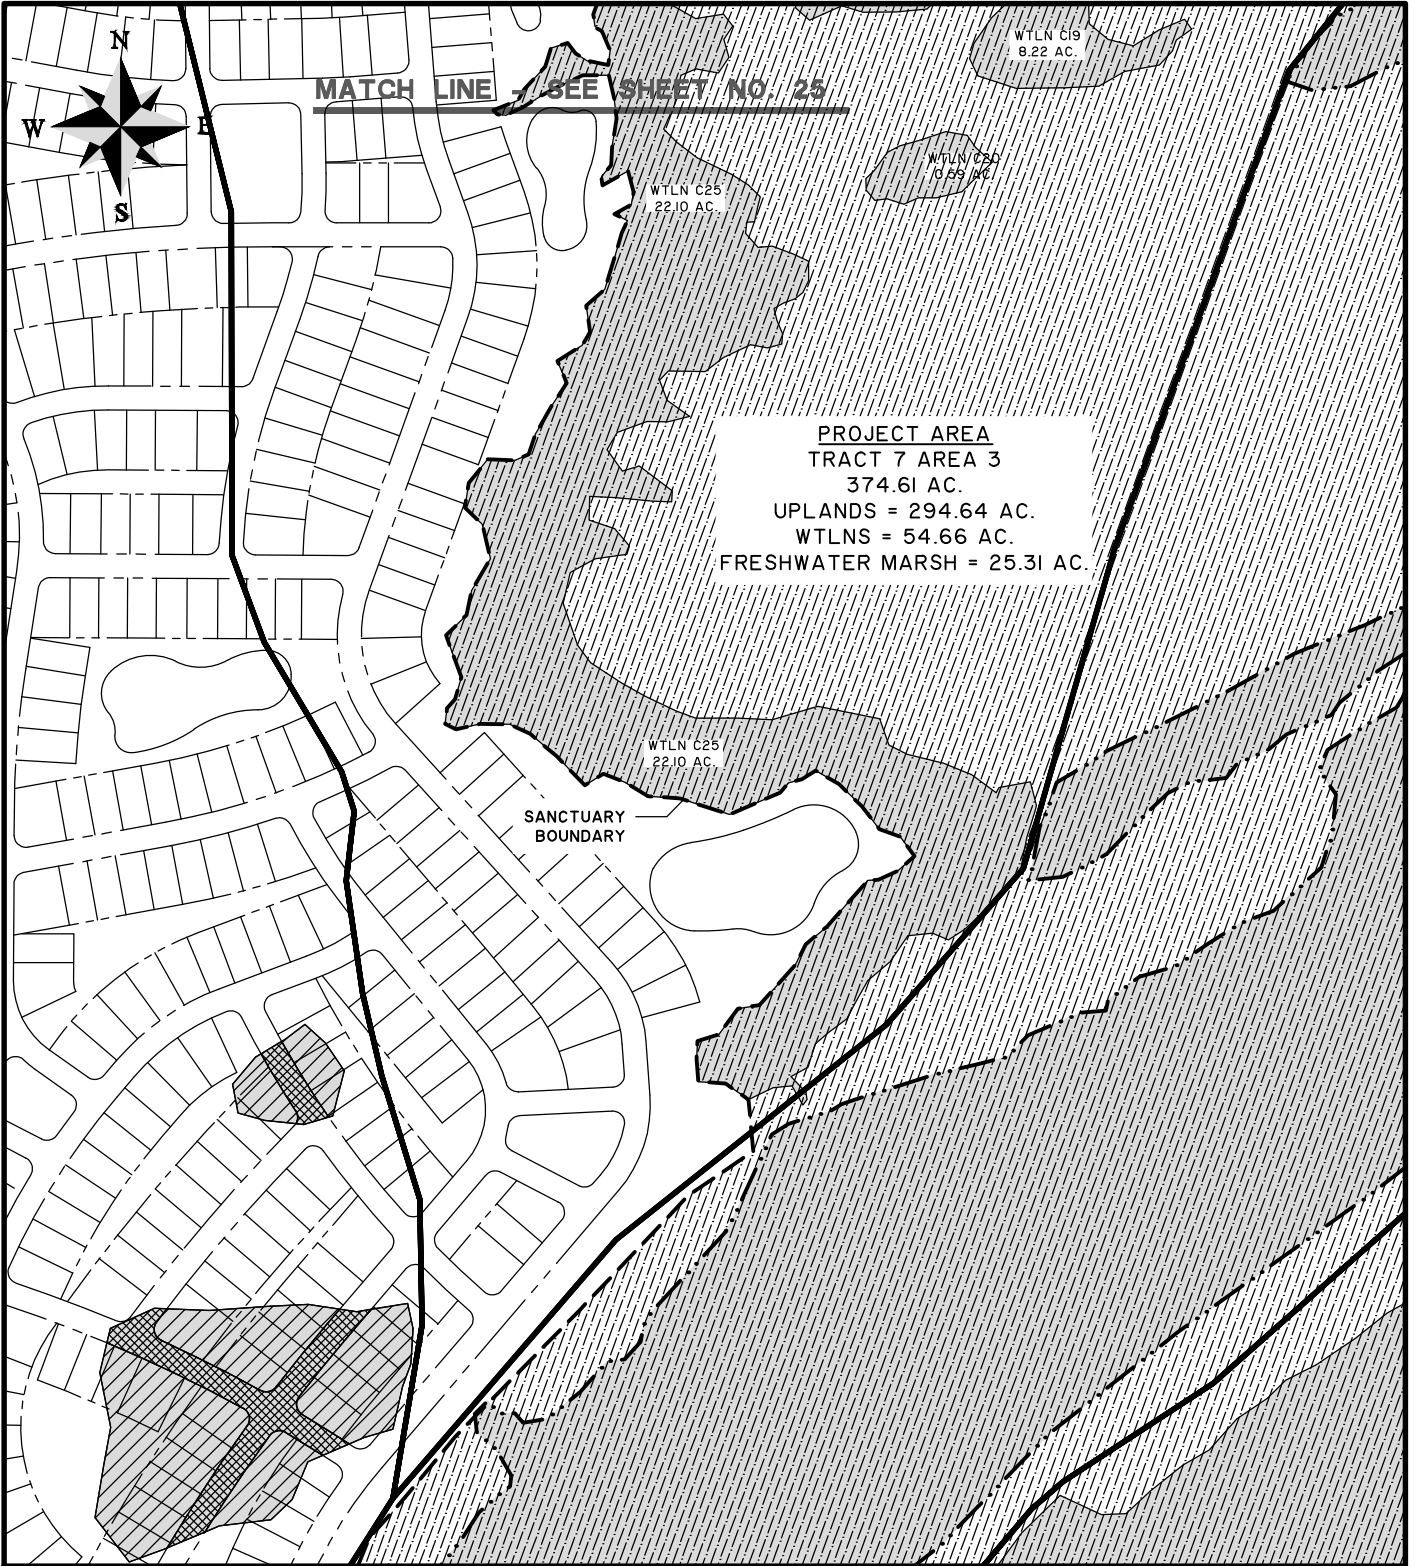 WTLN C19
8.22 AC.
N
MATCH LINE - SEE SHEET NO. 25
W
E
WTLN C20
0.69 AC
S
WTLN C25
22.10 AC.
PROJECT AREA
TRACT 7 AREA 3
374.61 AC.
UPLANDS = 294.64 AC.
WTLNS = 54.66 AC.
FRESHWATER MARSH = 25.31 AC.
WTLN C25
22.10 AC.
SANCTUARY
BOUNDARY